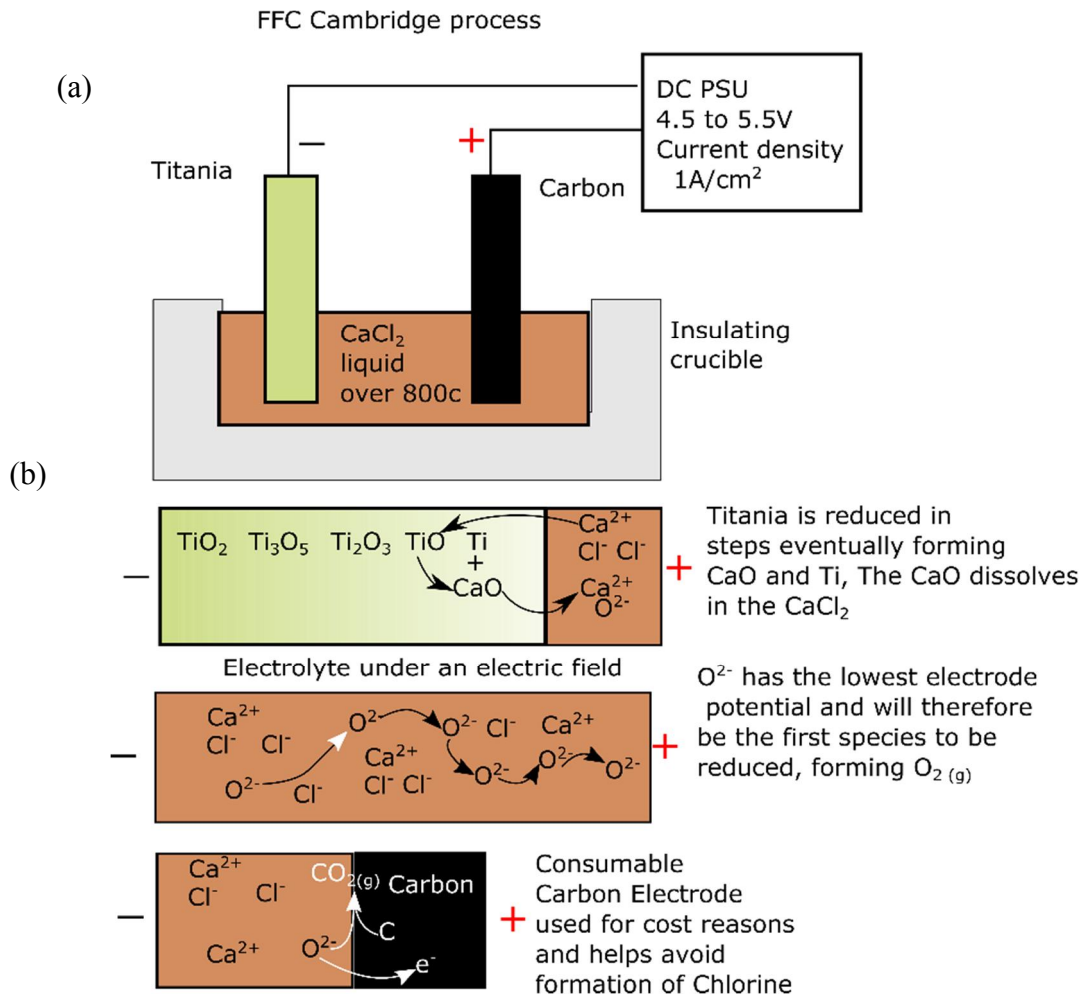 FFC Cambridge process
(a)
DC PSU
4.5 to 5.5V
Current density
1A/cm²
− +
Titania
Carbon
CaCl₂
liquid
over 800c
Insulating
crucible
(b)
TiO₂ Ti₃O₅ Ti₂O₃ TiO Ti
+
CaO
Ca²⁺
Cl⁻ Cl⁻
Ca²⁺
O²⁻
− +
Titania is reduced in
steps eventually forming
CaO and Ti, The CaO dissolves
in the CaCl₂
Electrolyte under an electric field
Ca²⁺
Cl⁻ Cl⁻
O²⁻ Cl⁻
O²⁻
Ca²⁺
Cl⁻ Cl⁻
O²⁻ Cl⁻ Ca²⁺
O²⁻ O²⁻ O²⁻
− +
O²⁻ has the lowest electrode
potential and will therefore
be the first species to be
reduced, forming O₂ (g)
Ca²⁺
Cl⁻ Cl⁻
Ca²⁺ O²⁻
CO₂(g) Carbon
C
e⁻
− +
Consumable
Carbon Electrode
used for cost reasons
and helps avoid
formation of Chlorine